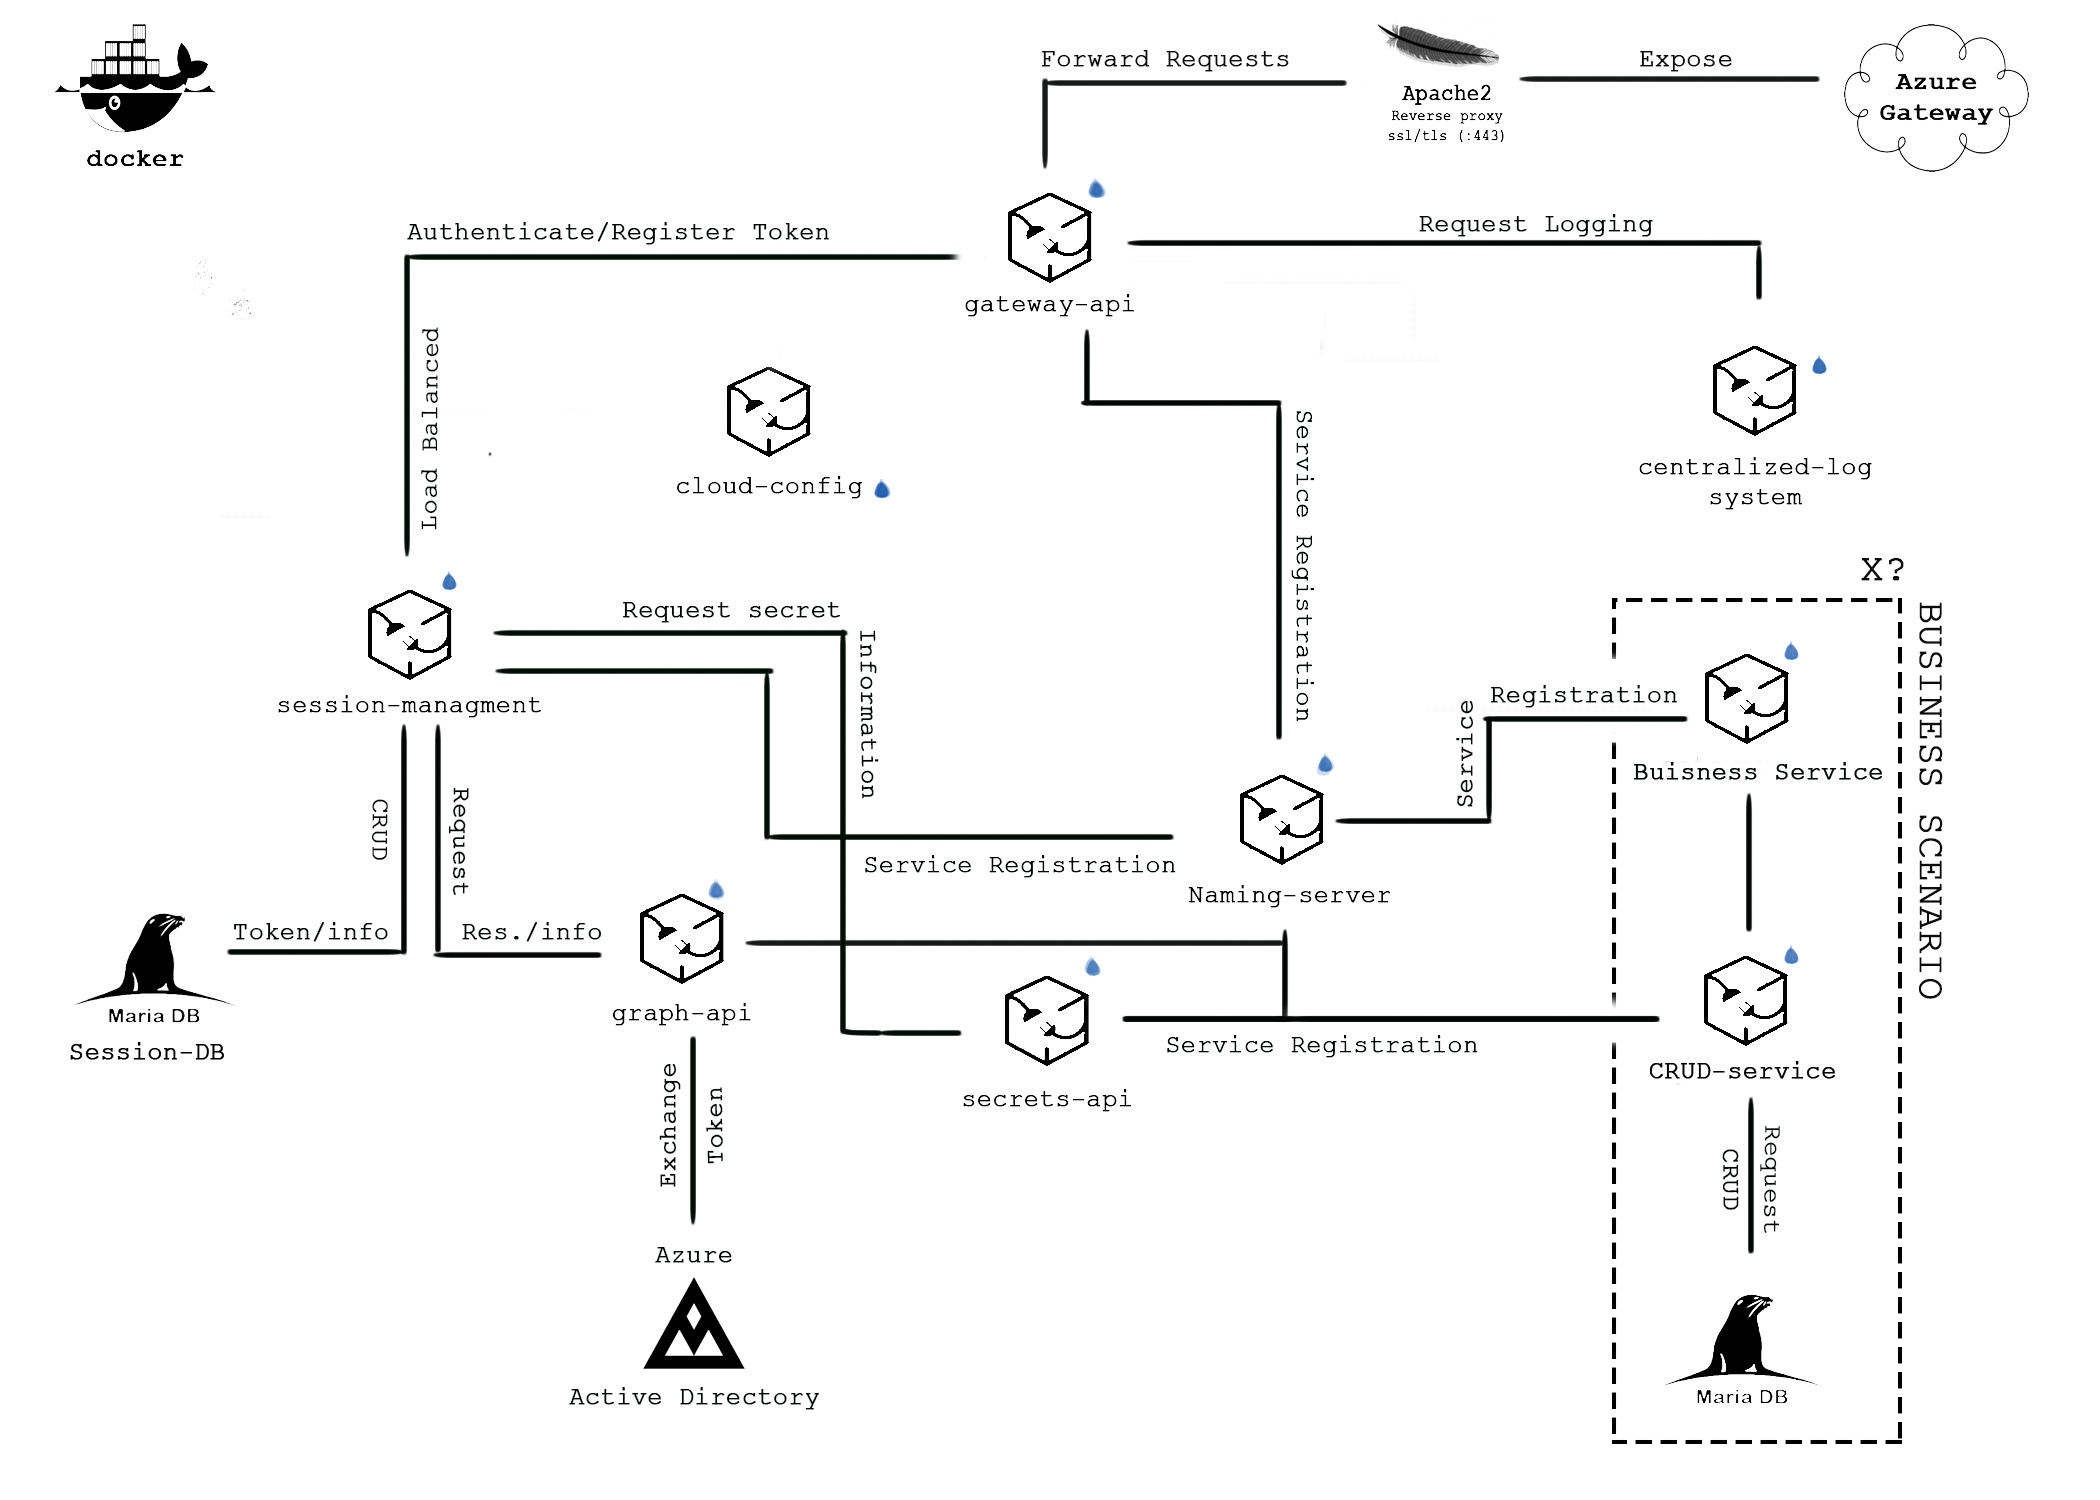 docker
Forward Requests
Apache2
Reverse proxy
ssl/tls (:443)
Expose
Azure
Gateway
Authenticate/Register Token
gateway-api
Request Logging
Load Balanced
cloud-config
Service Registration
centralized-log
system
X?
BUSINESS SCENARIO
session-managment
Request secret
Information
Registration
Service
Buisness Service
CRUD
Request
Service Registration
Naming-server
Token/info
Res./info
Maria DB
Session-DB
graph-api
secrets-api
Service Registration
CRUD-service
Exchange
Token
CRUD
Request
Azure
Active Directory
Maria DB